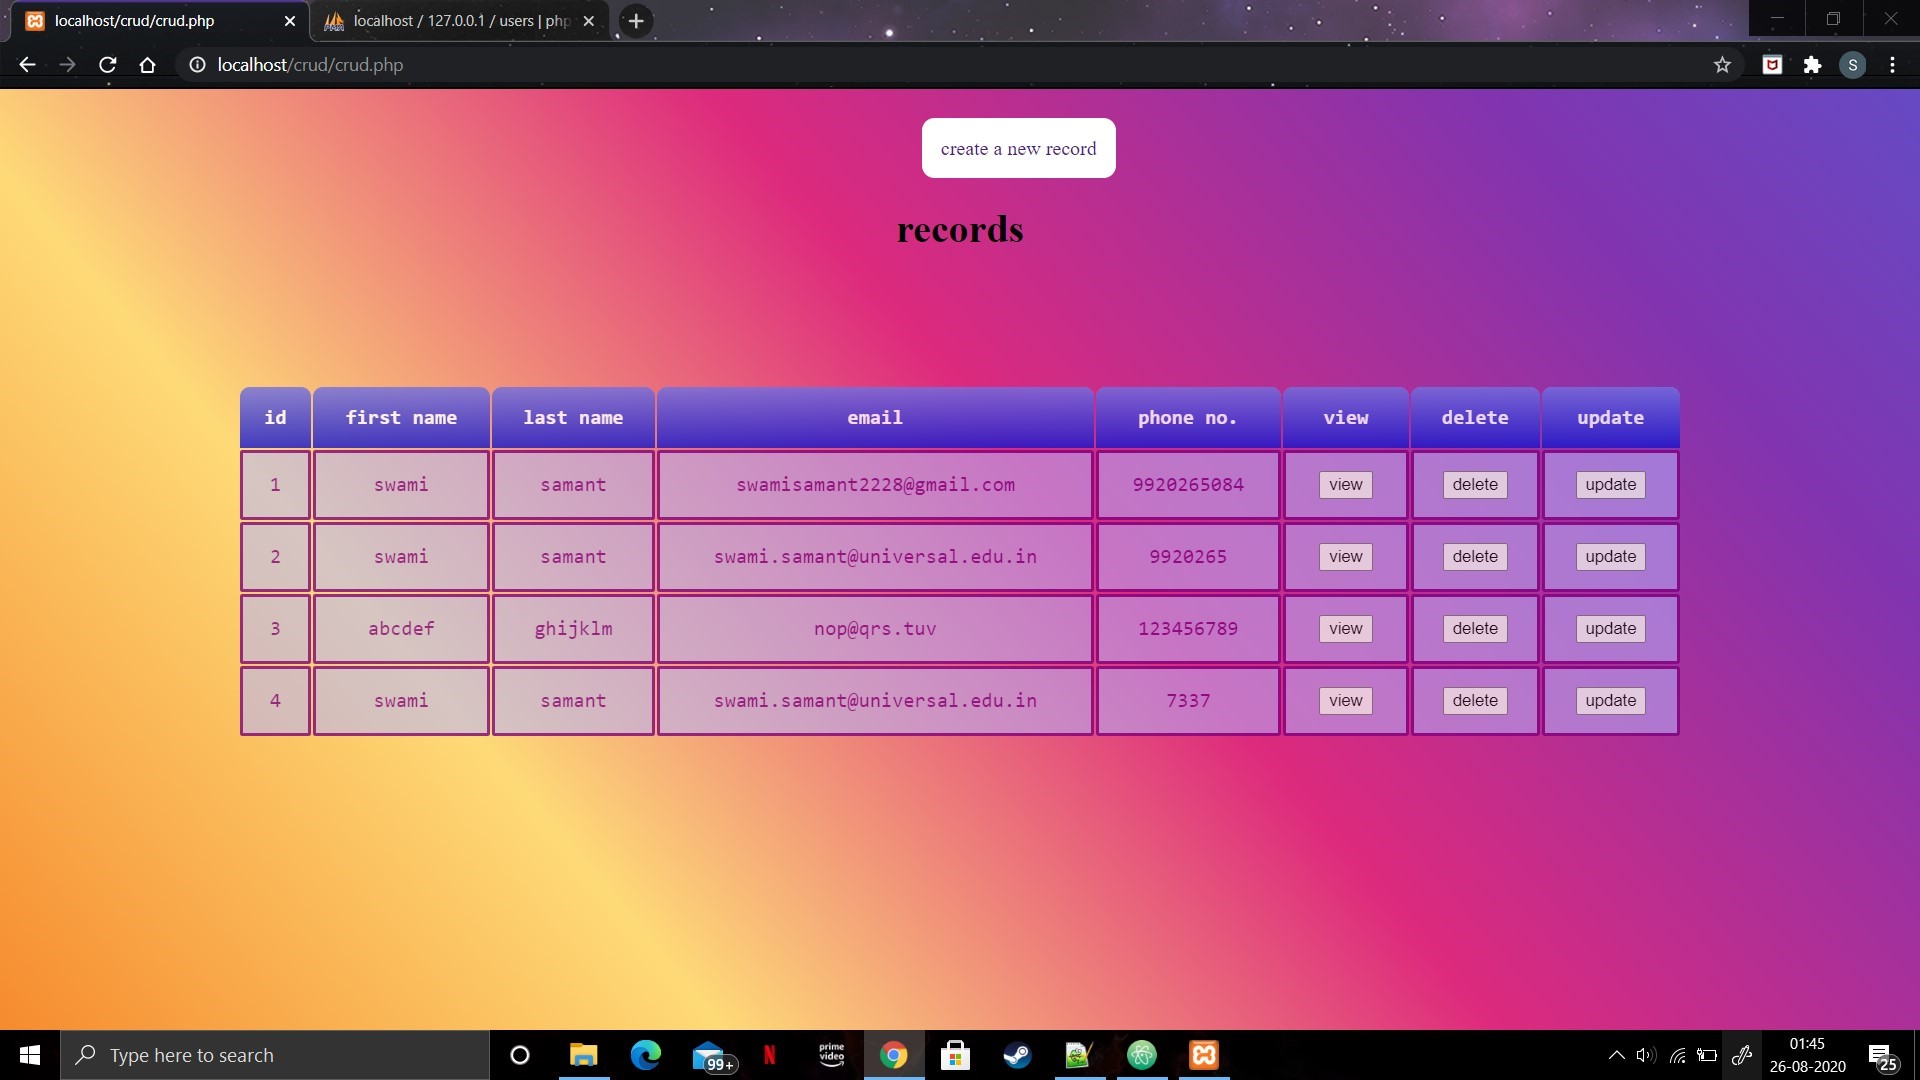 localhost/crud/crud.php
localhost / 127.0.0.1 / users | php
localhost/crud/crud.php
S
create a new record
records
id first name last name email phone no. view delete update
1 swami samant swamisamant2228@gmail.com 9920265084 view delete update
2 swami samant swami.samant@universal.edu.in 9920265 view delete update
3 abcdef ghijklm nop@qrs.tuv 123456789 view delete update
4 swami samant swami.samant@universal.edu.in 7337 view delete update
Type here to search
99+
N
prime video
01:45
26-08-2020
25